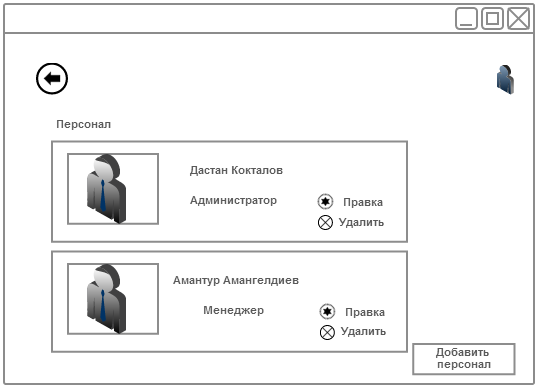 Персонал
Дастан Кокталов
Администратор
Правка
Удалить
Амантур Амангелдиев
Менеджер
Правка
Удалить
Добавить
персонал